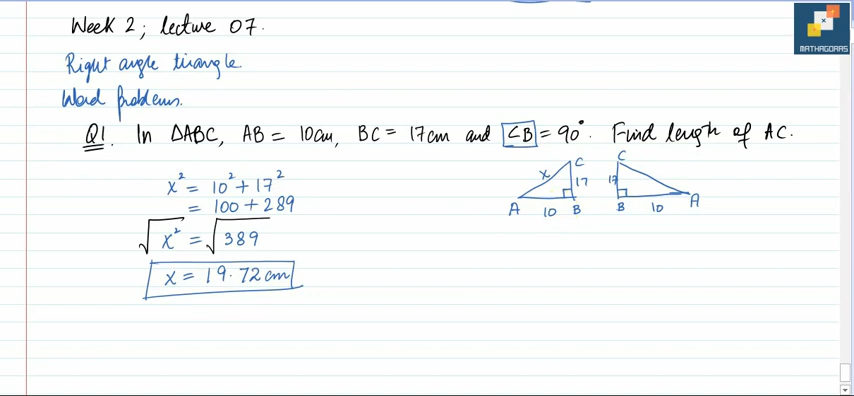 Week 2; lecture 07.
MATHAGORAS
Right angle triangle
Word problems.
Q1. In ΔABC, AB = 10cm, BC = 17cm and ∠B = 90°. Find length of AC.
x² = 10² + 17²
= 100 + 289
√x² = √389
x = 19.72 cm
x C 17 A 10 B
C 17 B 10 A